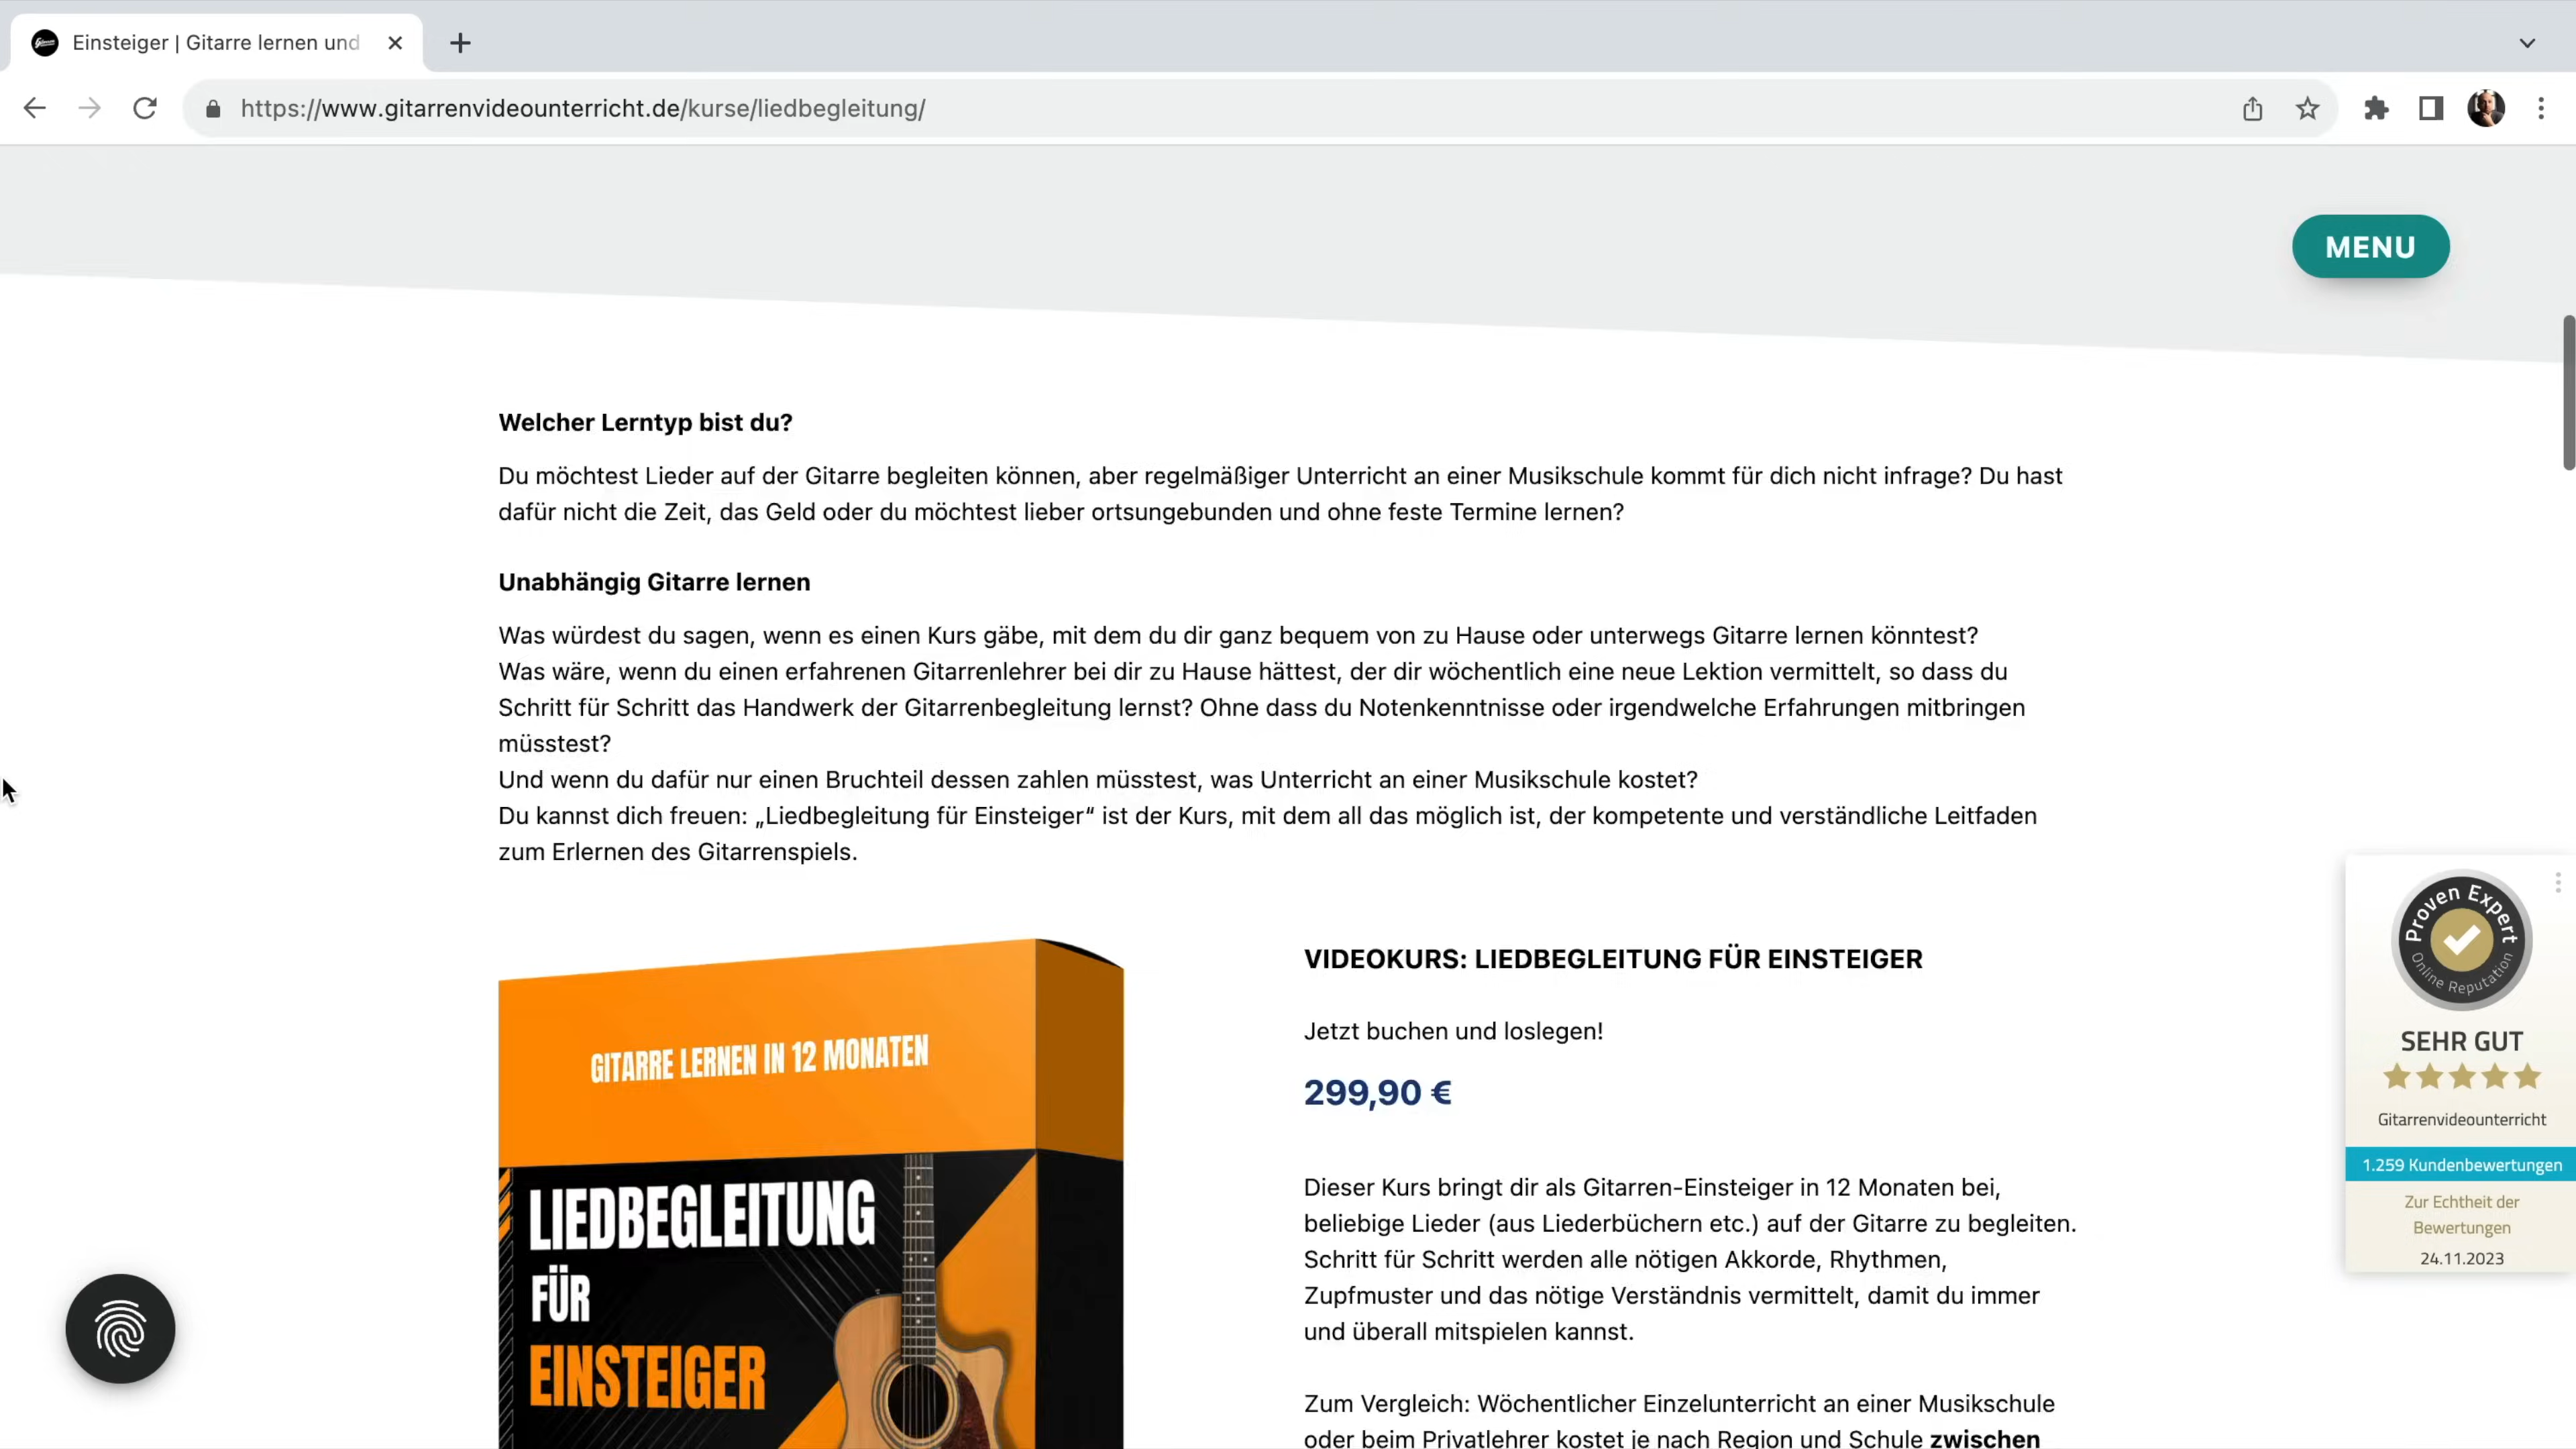 Einsteiger | Gitarre lernen und
https://www.gitarrenvideounterricht.de/kurse/liedbegleitung/
MENU
Welcher Lerntyp bist du?
Du möchtest Lieder auf der Gitarre begleiten können, aber regelmäßiger Unterricht an einer Musikschule kommt für dich nicht infrage? Du hast
dafür nicht die Zeit, das Geld oder du möchtest lieber ortsungebunden und ohne feste Termine lernen?
Unabhängig Gitarre lernen
Was würdest du sagen, wenn es einen Kurs gäbe, mit dem du dir ganz bequem von zu Hause oder unterwegs Gitarre lernen könntest?
Was wäre, wenn du einen erfahrenen Gitarrenlehrer bei dir zu Hause hättest, der dir wöchentlich eine neue Lektion vermittelt, so dass du
Schritt für Schritt das Handwerk der Gitarrenbegleitung lernst? Ohne dass du Notenkenntnisse oder irgendwelche Erfahrungen mitbringen
müsstest?
Und wenn du dafür nur einen Bruchteil dessen zahlen müsstest, was Unterricht an einer Musikschule kostet?
Du kannst dich freuen: „Liedbegleitung für Einsteiger“ ist der Kurs, mit dem all das möglich ist, der kompetente und verständliche Leitfaden
zum Erlernen des Gitarrenspiels.
GITARRE LERNEN IN 12 MONATEN
LIEDBEGLEITUNG
FÜR
EINSTEIGER
VIDEOKURS: LIEDBEGLEITUNG FÜR EINSTEIGER
Jetzt buchen und loslegen!
299,90 €
Dieser Kurs bringt dir als Gitarren-Einsteiger in 12 Monaten bei,
beliebige Lieder (aus Liederbüchern etc.) auf der Gitarre zu begleiten.
Schritt für Schritt werden alle nötigen Akkorde, Rhythmen,
Zupfmuster und das nötige Verständnis vermittelt, damit du immer
und überall mitspielen kannst.
Zum Vergleich: Wöchentlicher Einzelunterricht an einer Musikschule
oder beim Privatlehrer kostet je nach Region und Schule zwischen
Proven Expert
Online Reputation
SEHR GUT
Gitarrenvideounterricht
1.259 Kundenbewertungen
Zur Echtheit der
Bewertungen
24.11.2023